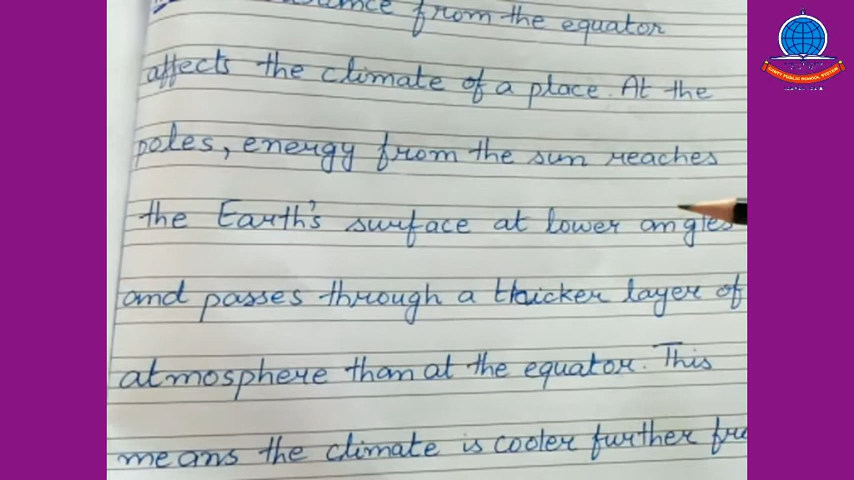 from the equator
affects the climate of a place. At the
poles, energy from the sun reaches
the Earth's surface at lower angles
and passes through a thicker layer of
atmosphere than at the equator. This
means the climate is cooler further